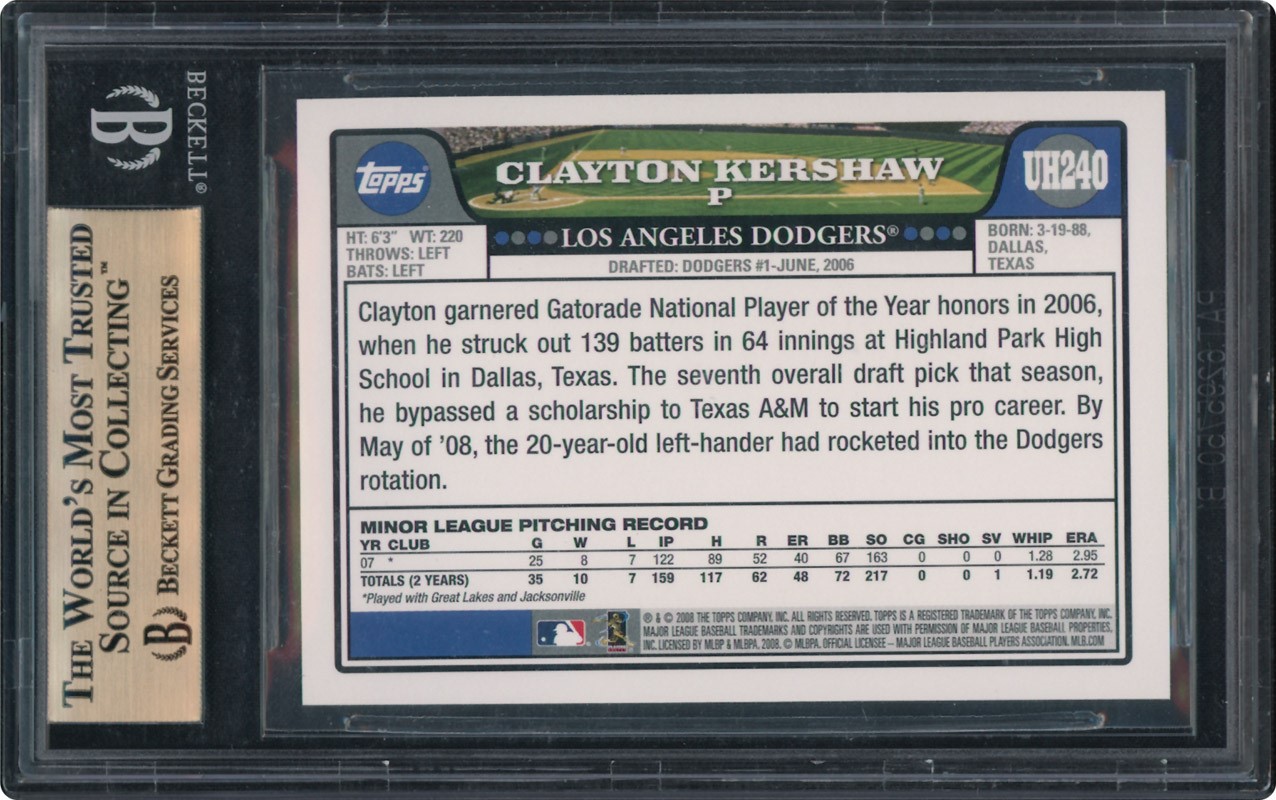 BECKETT®
B
THE WORLD'S MOST TRUSTED
SOURCE IN COLLECTING™
B BECKETT GRADING SERVICES
Topps®
CLAYTON KERSHAW
P
UH240
HT: 6'3" WT: 220
THROWS: LEFT
BATS: LEFT
LOS ANGELES DODGERS®
DRAFTED: DODGERS #1-JUNE, 2006
BORN: 3-19-88,
DALLAS,
TEXAS
Clayton garnered Gatorade National Player of the Year honors in 2006,
when he struck out 139 batters in 64 innings at Highland Park High
School in Dallas, Texas. The seventh overall draft pick that season,
he bypassed a scholarship to Texas A&M to start his pro career. By
May of '08, the 20-year-old left-hander had rocketed into the Dodgers
rotation.
MINOR LEAGUE PITCHING RECORD
YR CLUB G W L IP H R ER BB SO CG SHO SV WHIP ERA
07 * 25 8 7 122 89 52 40 67 163 0 0 0 1.28 2.95
TOTALS (2 YEARS) 35 10 7 159 117 62 48 72 217 0 0 1 1.19 2.72
*Played with Great Lakes and Jacksonville
® & © 2008 THE TOPPS COMPANY, INC. ALL RIGHTS RESERVED. TOPPS IS A REGISTERED TRADEMARK OF THE TOPPS COMPANY, INC.
MAJOR LEAGUE BASEBALL TRADEMARKS AND COPYRIGHTS ARE USED WITH PERMISSION OF MAJOR LEAGUE BASEBALL PROPERTIES,
INC. LICENSED BY MLBP & MLBPA, 2008. © MLBPA. OFFICIAL LICENSEE – MAJOR LEAGUE BASEBALL PLAYERS ASSOCIATION. MLB.COM